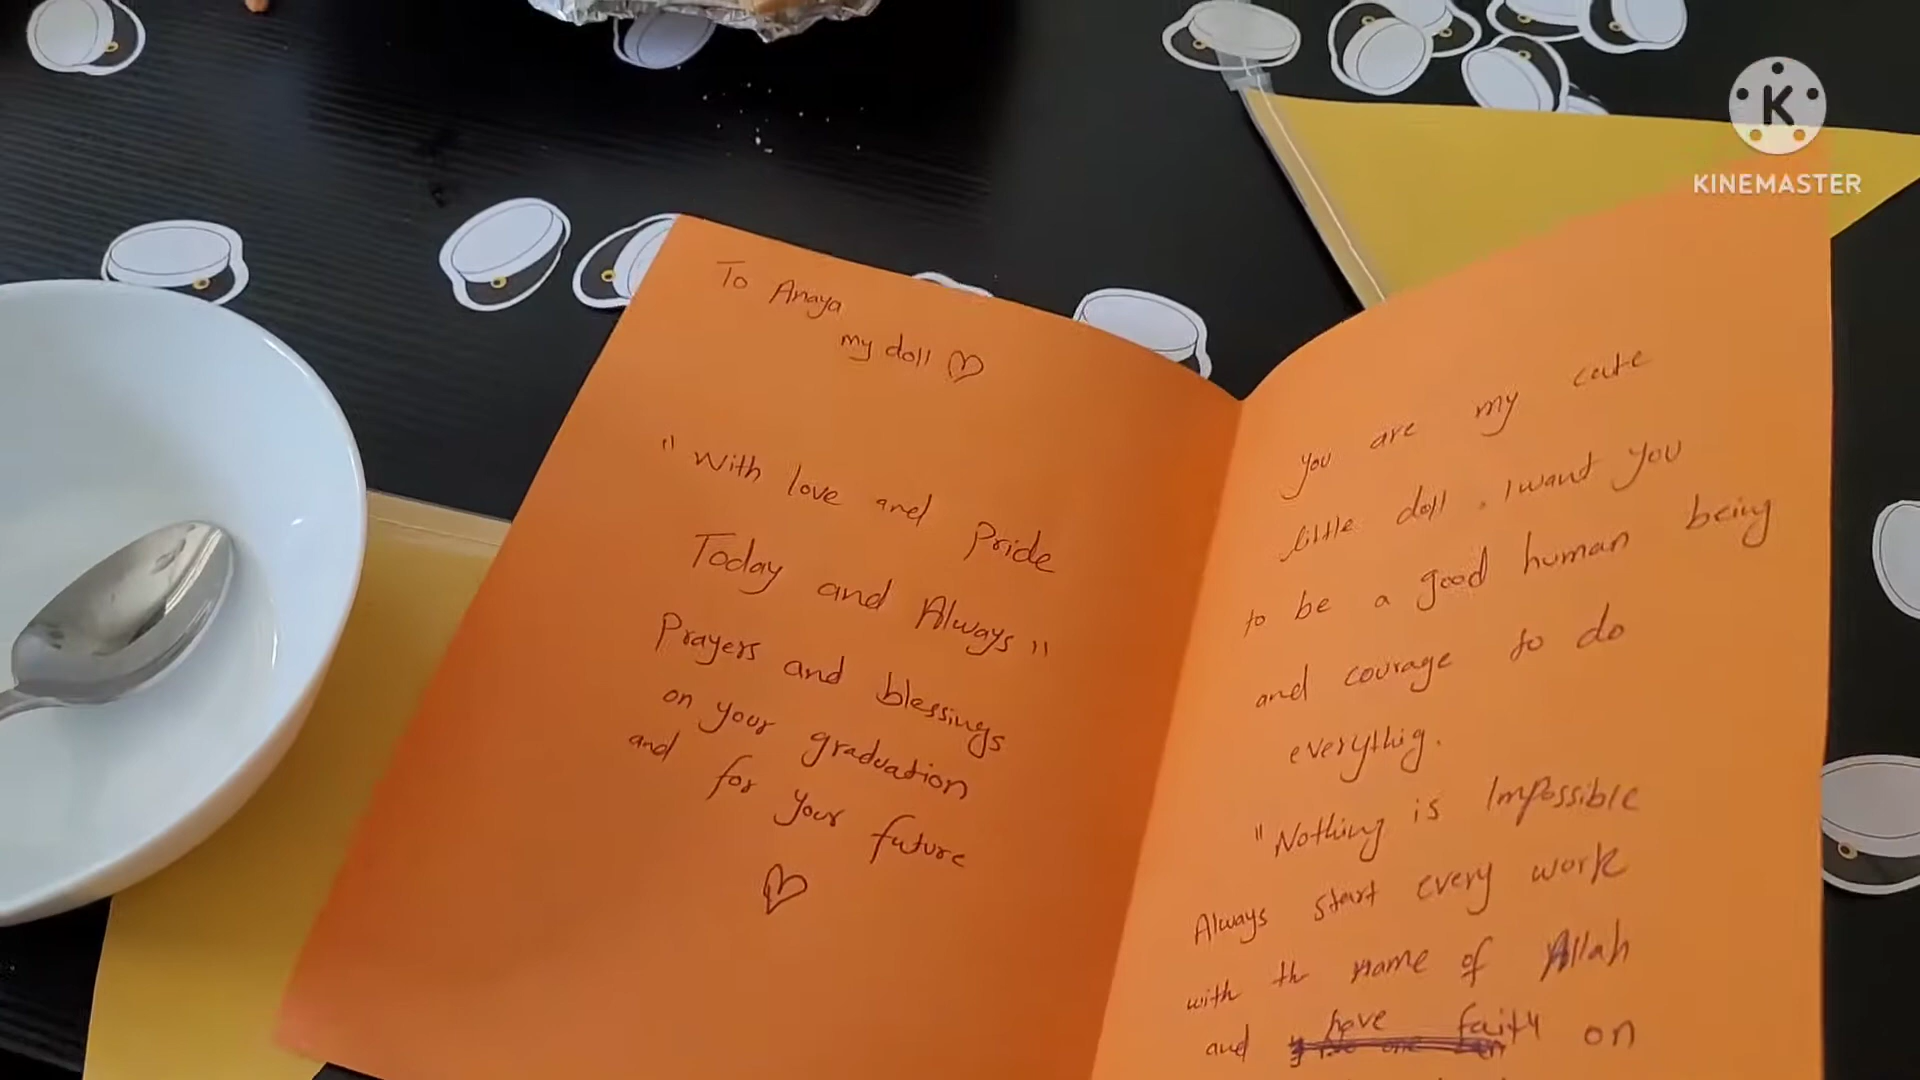 To Anaya
my doll ♡
"With love and Pride
Today and Always"
Prayers and blessings
on your graduation
and for your future
♡
you are my cute
little doll. I want you
to be a good human being
and courage to do
everythig.
"Nothing is Impossible
Always start every work
with th name of Allah
and have faith on
KINEMASTER